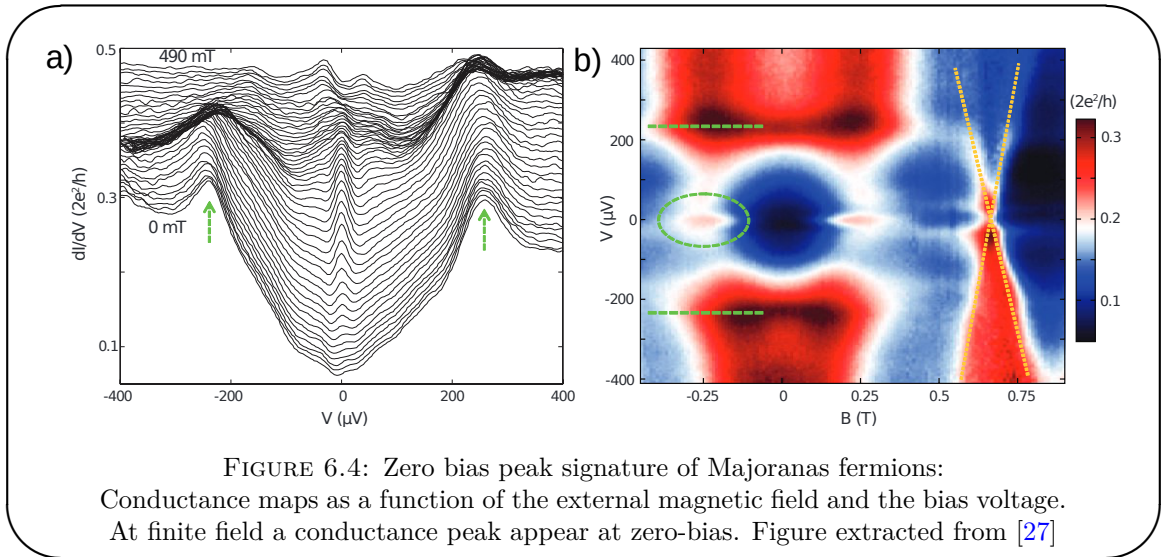 a)
490 mT
0.5
0.3
0.1
0 mT
dI/dV (2e²/h)
-400
-200
0
200
400
V (µV)
b)
400
200
0
-200
-400
V (µV)
-0.25
0
0.25
0.5
0.75
B (T)
(2e²/h)
0.3
0.2
0.1
FIGURE 6.4: Zero bias peak signature of Majoranas fermions:
Conductance maps as a function of the external magnetic field and the bias voltage.
At finite field a conductance peak appear at zero-bias. Figure extracted from [27]